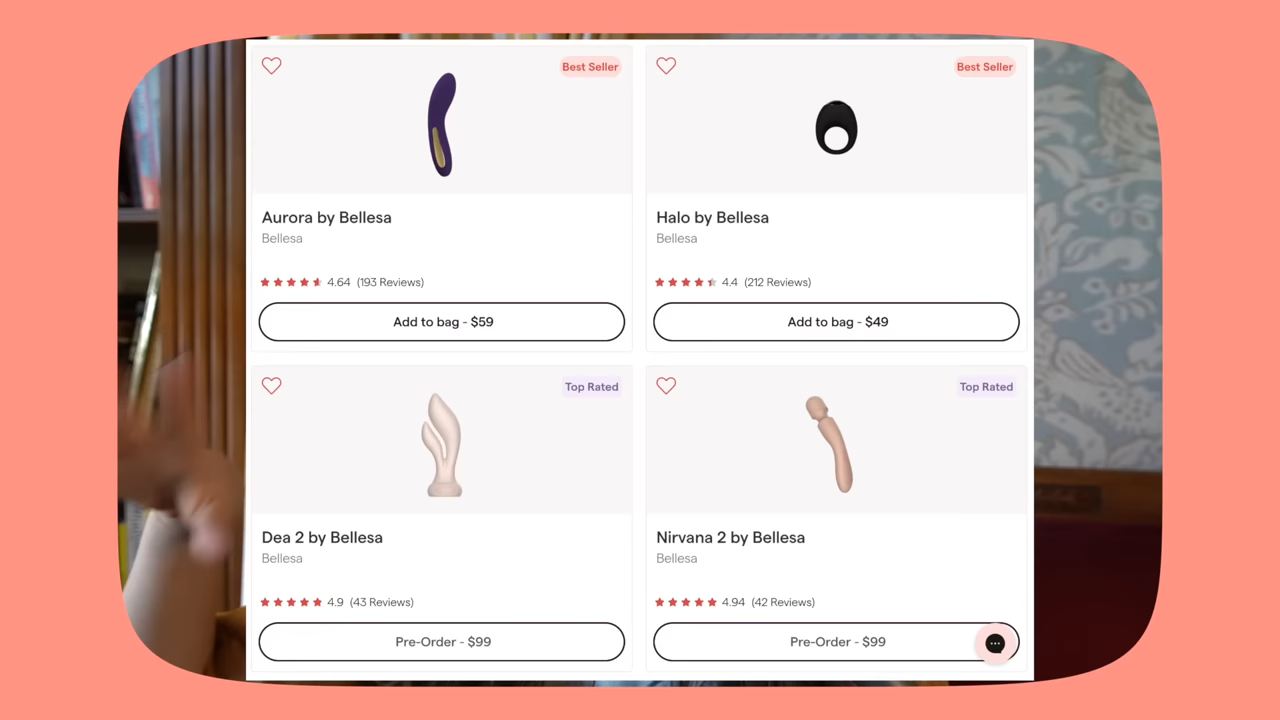 Best Seller
Aurora by Bellesa
Bellesa
4.64 (193 Reviews)
Add to bag - $59
Best Seller
Halo by Bellesa
Bellesa
4.4 (212 Reviews)
Add to bag - $49
Top Rated
Dea 2 by Bellesa
Bellesa
4.9 (43 Reviews)
Pre-Order - $99
Top Rated
Nirvana 2 by Bellesa
Bellesa
4.94 (42 Reviews)
Pre-Order - $99